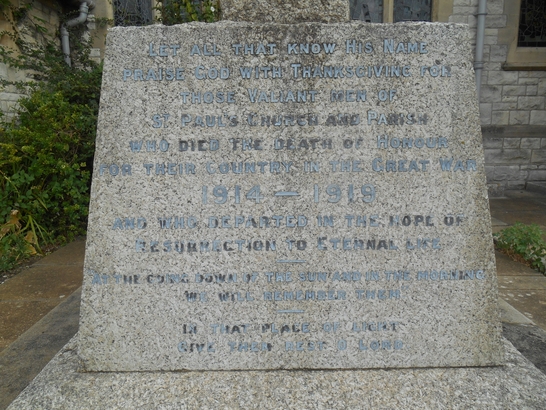 LET ALL THAT KNOW HIS NAME
PRAISE GOD WITH THANKSGIVING FOR
THOSE VALIANT MEN OF
ST PAUL'S CHURCH AND PARISH
WHO DIED THE DEATH OF HONOUR
FOR THEIR COUNTRY IN THE GREAT WAR
1914 — 1919
AND WHO DEPARTED IN THE HOPE OF
RESURRECTION TO ETERNAL LIFE
AT THE GOING DOWN OF THE SUN AND IN THE MORNING
WE WILL REMEMBER THEM
IN THAT PLACE OF LIGHT
GIVE THEM REST O LORD